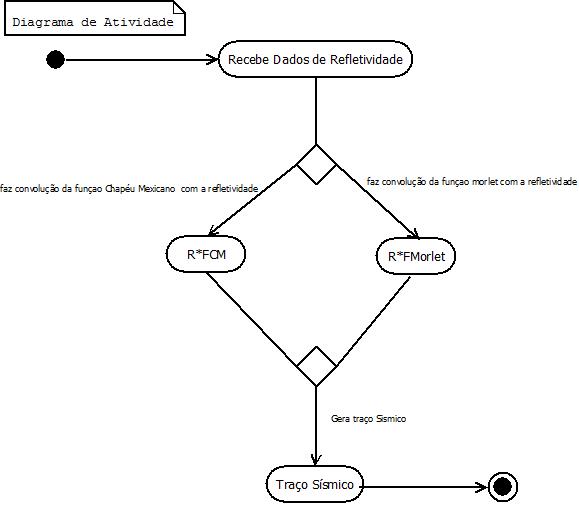 Diagrama de Atividade
Recebe Dados de Refletividade
faz convolução da funçao Chapéu Mexicano com a refletividade
faz convolução da funçao morlet com a refletividade
R*FCM
R*FMorlet
Gera traço Sismico
Traço Sísmico